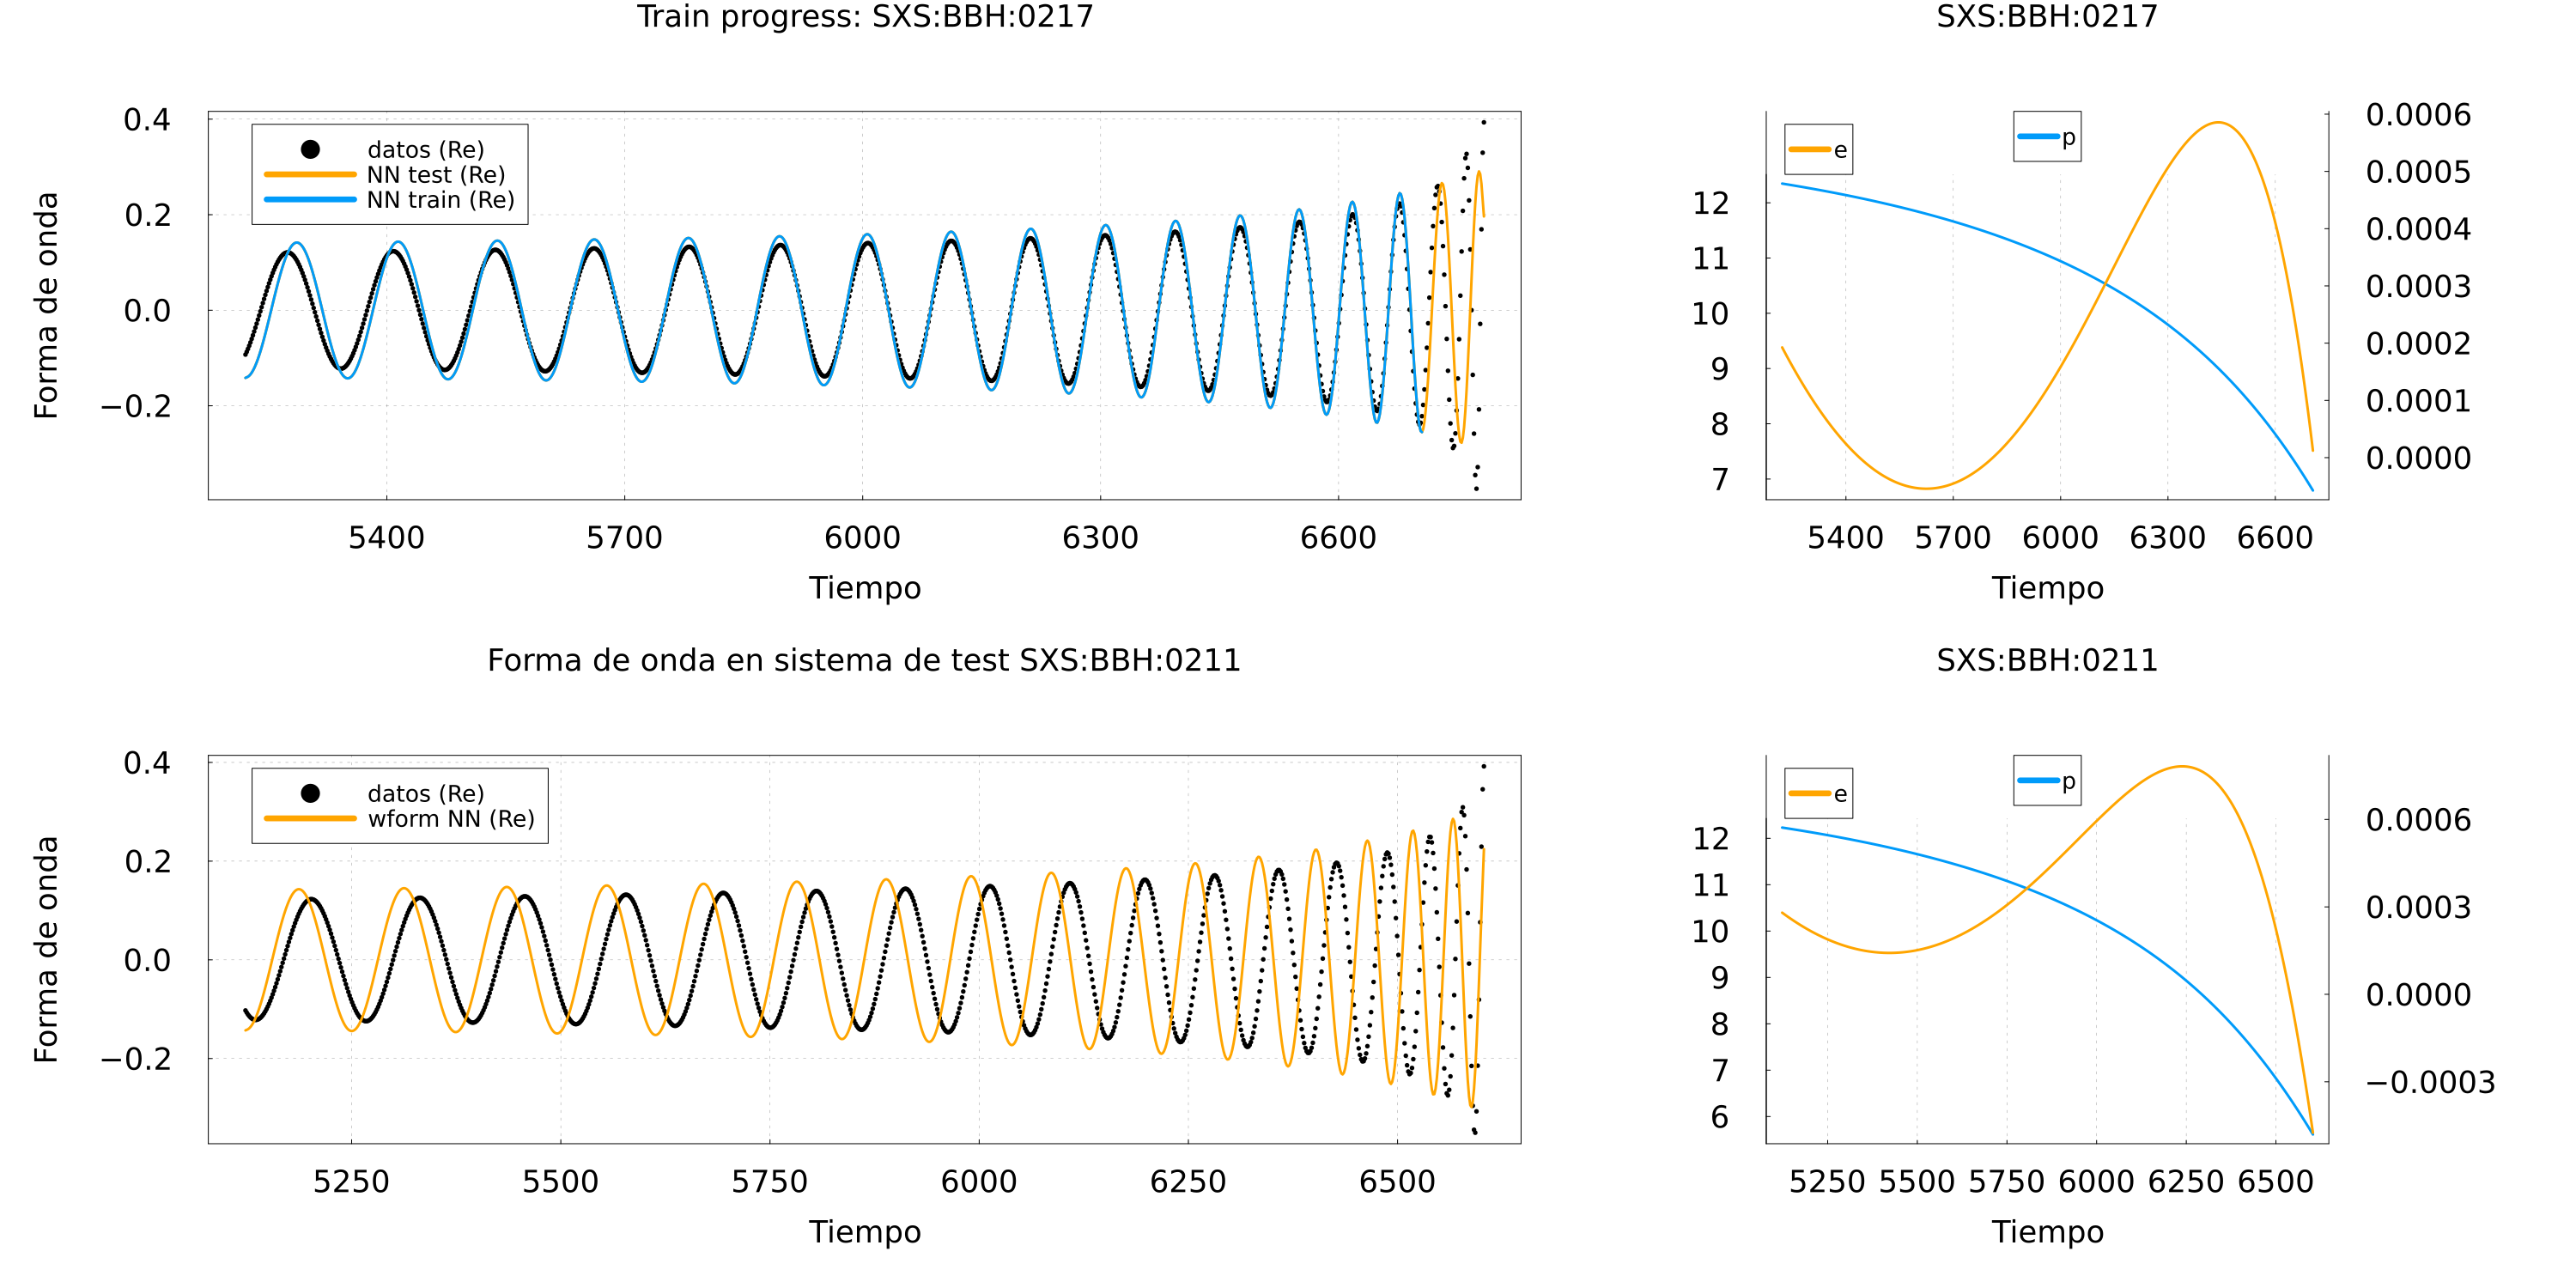 Train progress: SXS:BBH:0217
Forma de onda
0.4
0.2
0.0
−0.2
datos (Re)
NN test (Re)
NN train (Re)
5400 5700 6000 6300 6600
Tiempo
SXS:BBH:0217
e
p
12
11
10
9
8
7
0.0006
0.0005
0.0004
0.0003
0.0002
0.0001
0.0000
5400 5700 6000 6300 6600
Tiempo
Forma de onda en sistema de test SXS:BBH:0211
Forma de onda
0.4
0.2
0.0
−0.2
datos (Re)
wform NN (Re)
5250 5500 5750 6000 6250 6500
Tiempo
SXS:BBH:0211
e
p
12
11
10
9
8
7
6
0.0006
0.0003
0.0000
−0.0003
5250 5500 5750 6000 6250 6500
Tiempo